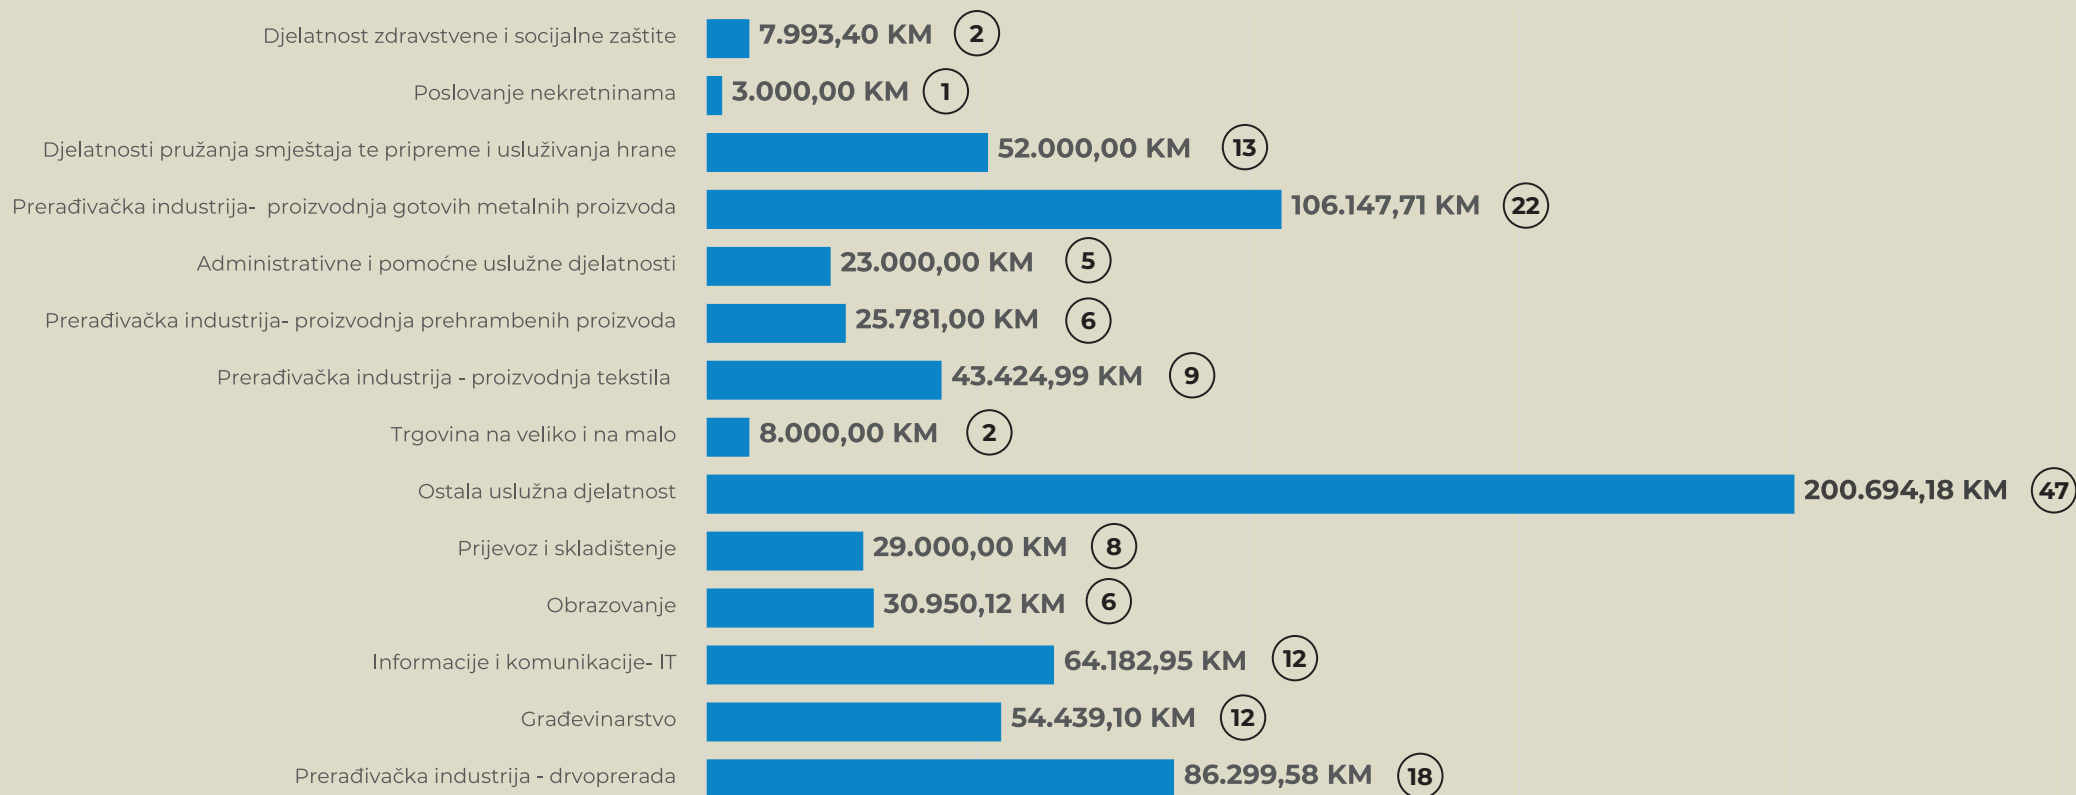 Djelatnost zdravstvene i socijalne zaštite 7.993,40 KM 2
Poslovanje nekretninama 3.000,00 KM 1
Djelatnosti pružanja smještaja te pripreme i usluživanja hrane 52.000,00 KM 13
Prerađivačka industrija- proizvodnja gotovih metalnih proizvoda 106.147,71 KM 22
Administrativne i pomoćne uslužne djelatnosti 23.000,00 KM 5
Prerađivačka industrija- proizvodnja prehrambenih proizvoda 25.781,00 KM 6
Prerađivačka industrija - proizvodnja tekstila 43.424,99 KM 9
Trgovina na veliko i na malo 8.000,00 KM 2
Ostala uslužna djelatnost 200.694,18 KM 47
Prijevoz i skladištenje 29.000,00 KM 8
Obrazovanje 30.950,12 KM 6
Informacije i komunikacije- IT 64.182,95 KM 12
Građevinarstvo 54.439,10 KM 12
Prerađivačka industrija - drvoprerada 86.299,58 KM 18